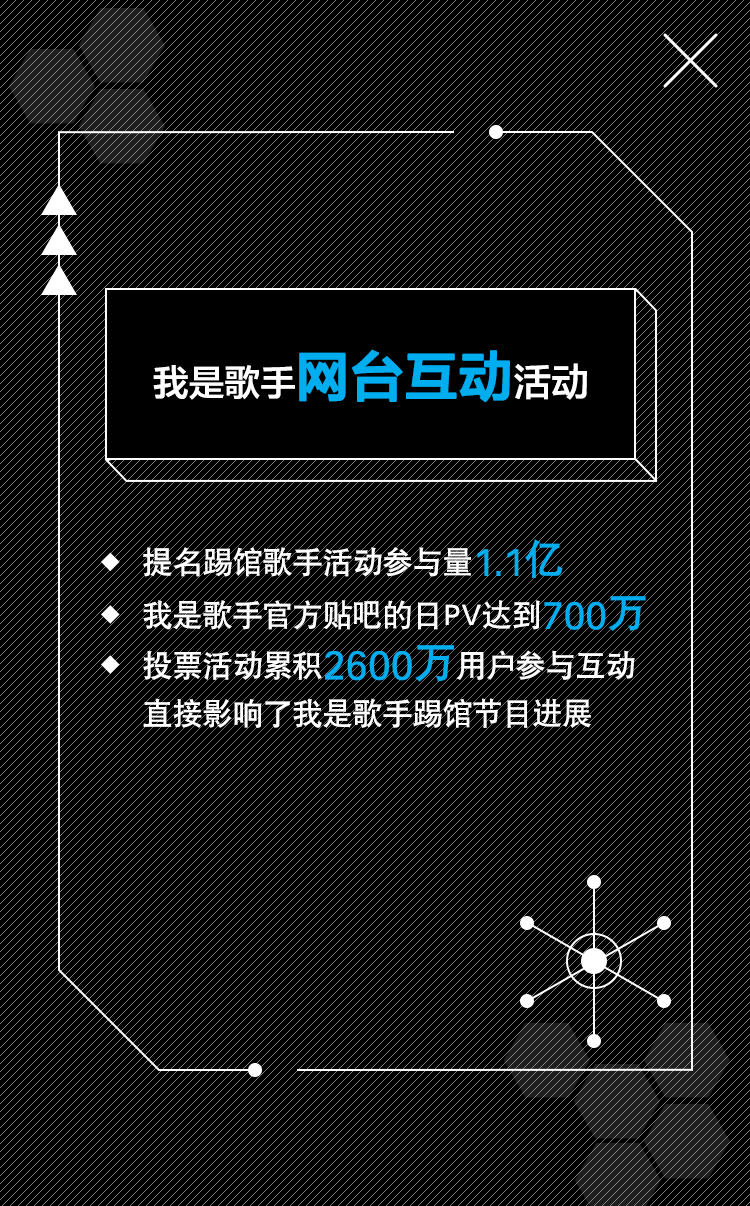 我是歌手网台互动活动
提名踢馆歌手活动参与量1.1亿
我是歌手官方贴吧的日PV达到700万
投票活动累积2600万用户参与互动
直接影响了我是歌手踢馆节目进展